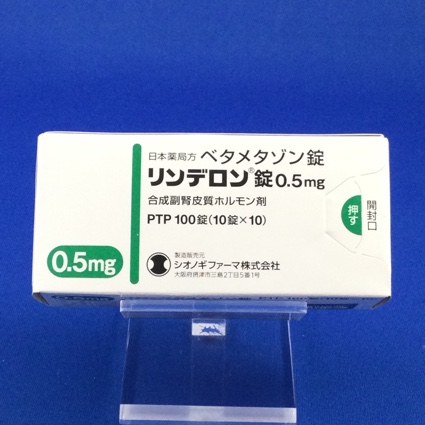 日本薬局方 ベタメタゾン錠
リンデロン®錠0.5mg
合成副腎皮質ホルモン剤
PTP 100錠(10錠×10)
製造販売元
シオノギファーマ株式会社
大阪府摂津市三島2丁目5番1号
0.5mg
開封口
押す